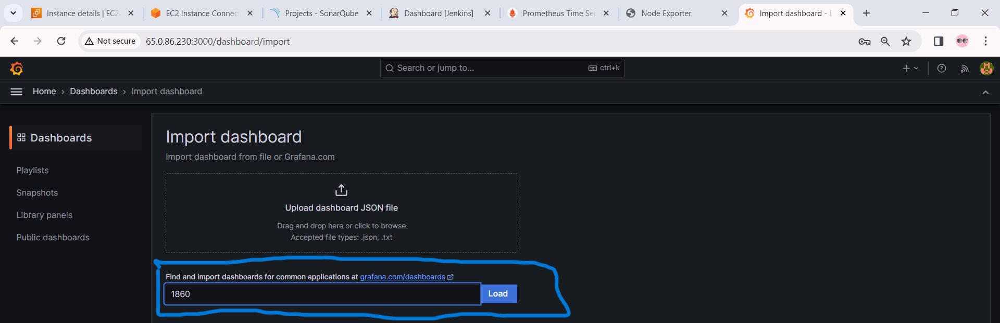 Instance details | EC2
EC2 Instance Connec
Projects - SonarQube
Dashboard [Jenkins]
Prometheus Time Se
Node Exporter
Import dashboard -
Not secure
65.0.86.230:3000/dashboard/import
Search or jump to...
ctrl+k
Home › Dashboards › Import dashboard
Dashboards
Playlists
Snapshots
Library panels
Public dashboards
Import dashboard
Import dashboard from file or Grafana.com
Upload dashboard JSON file
Drag and drop here or click to browse
Accepted file types: .json, .txt
Find and import dashboards for common applications at grafana.com/dashboards
1860
Load